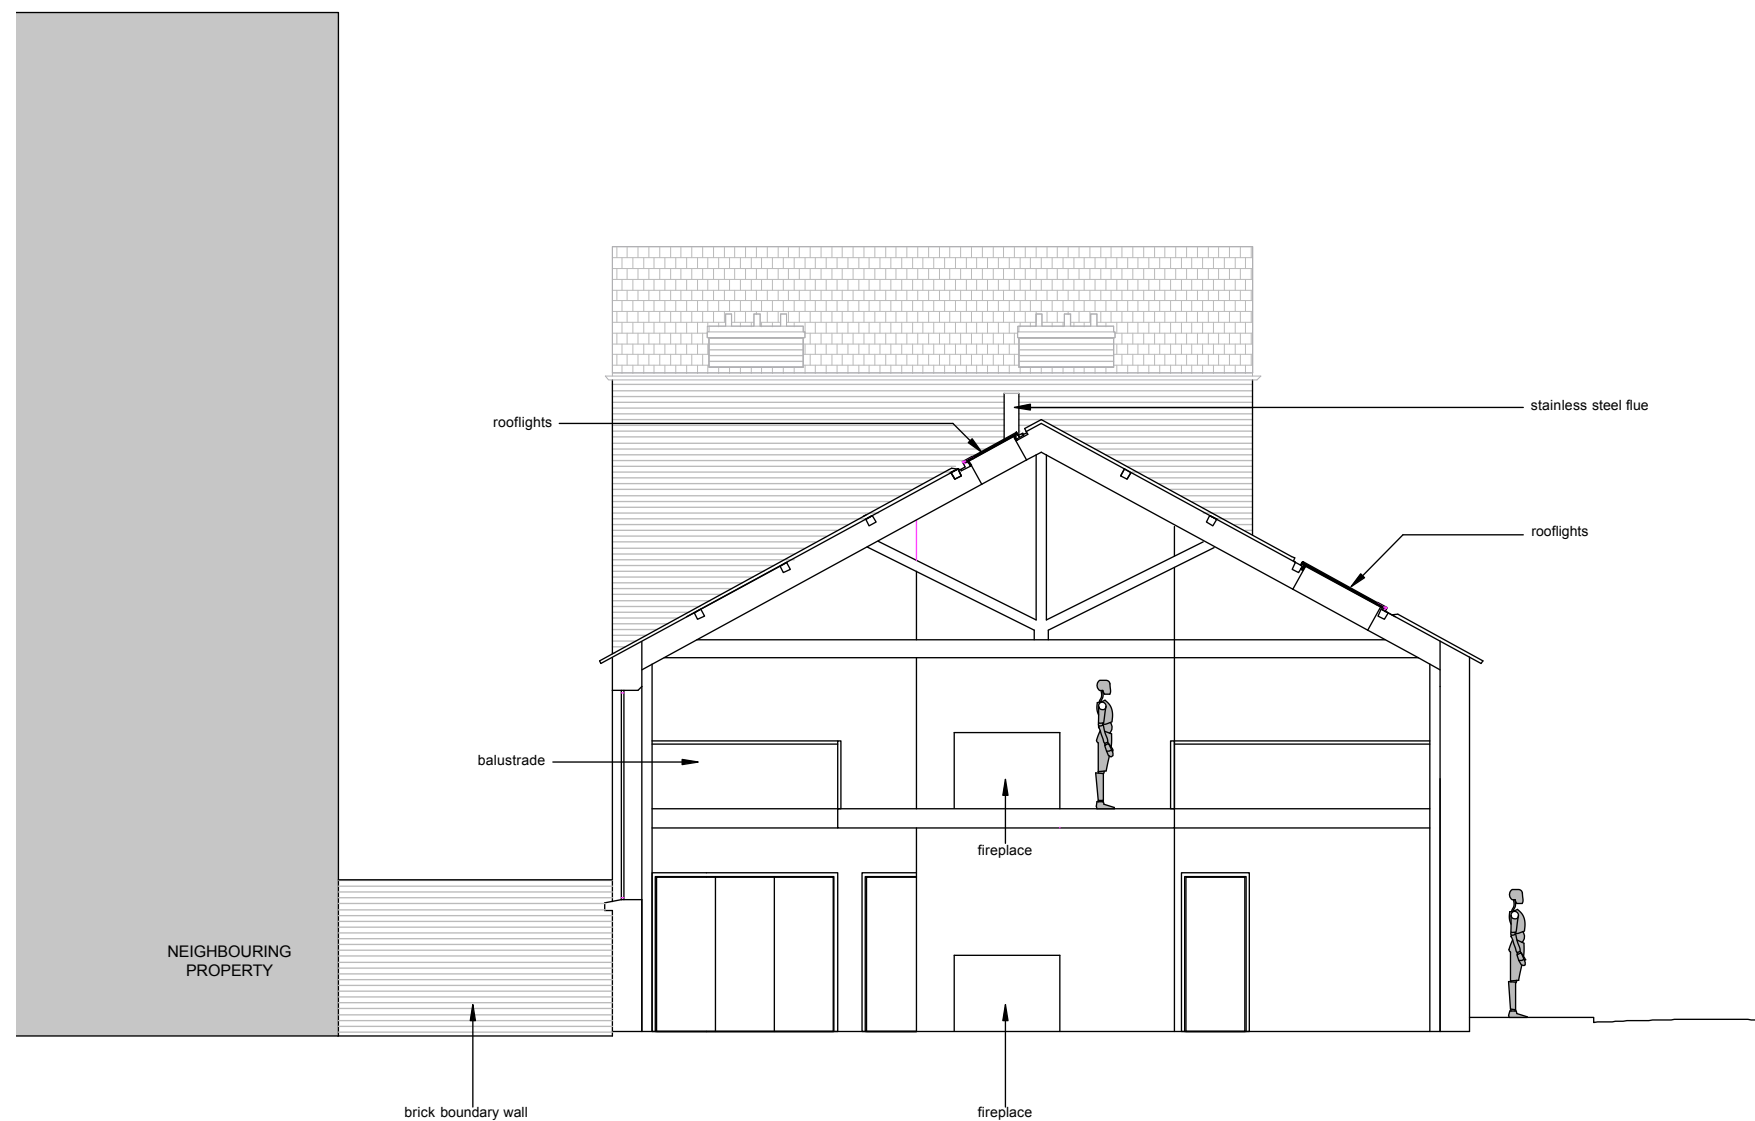 stainless steel flue
rooflights
rooflights
balustrade
fireplace
NEIGHBOURING
PROPERTY
brick boundary wall
fireplace